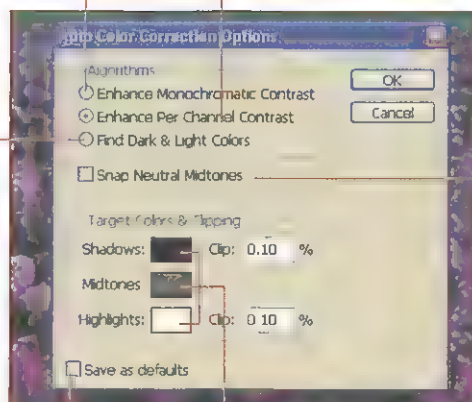 Auto Color Correction Options
Algorithms
Enhance Monochromatic Contrast
Enhance Per Channel Contrast
Find Dark & Light Colors
Snap Neutral Midtones
OK
Cancel
Target Colors & Clipping
Shadows: Clip: 0.10 %
Midtones
Highlights: Clip: 0 10 %
Save as defaults